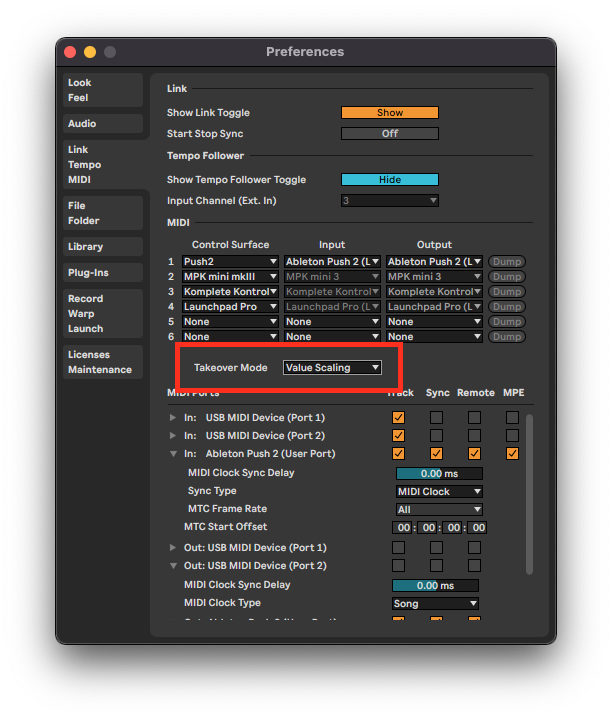 Preferences
Look
Feel
Audio
Link
Tempo
MIDI
File
Folder
Library
Plug-Ins
Record
Warp
Launch
Licenses
Maintenance
Link
Show Link Toggle Show
Start Stop Sync Off
Tempo Follower
Show Tempo Follower Toggle Hide
Input Channel (Ext. In) 3
MIDI
Control Surface Input Output
1 Push2 Ableton Push 2 (L Ableton Push 2 (L Dump
2 MPK mini mkIII MPK mini 3 MPK mini 3 Dump
3 Komplete Kontrol Komplete Kontrol Komplete Kontrol Dump
4 Launchpad Pro Launchpad Pro (L Launchpad Pro (L Dump
5 None None None Dump
6 None None None Dump
Takeover Mode Value Scaling
MIDI Ports Track Sync Remote MPE
In: USB MIDI Device (Port 1)
In: USB MIDI Device (Port 2)
In: Ableton Push 2 (User Port)
MIDI Clock Sync Delay 0.00 ms
Sync Type MIDI Clock
MTC Frame Rate All
MTC Start Offset 00 : 00 : 00 : 00
Out: USB MIDI Device (Port 1)
Out: USB MIDI Device (Port 2)
MIDI Clock Sync Delay 0.00 ms
MIDI Clock Type Song
Out: Ableton Push 2 (User Port)